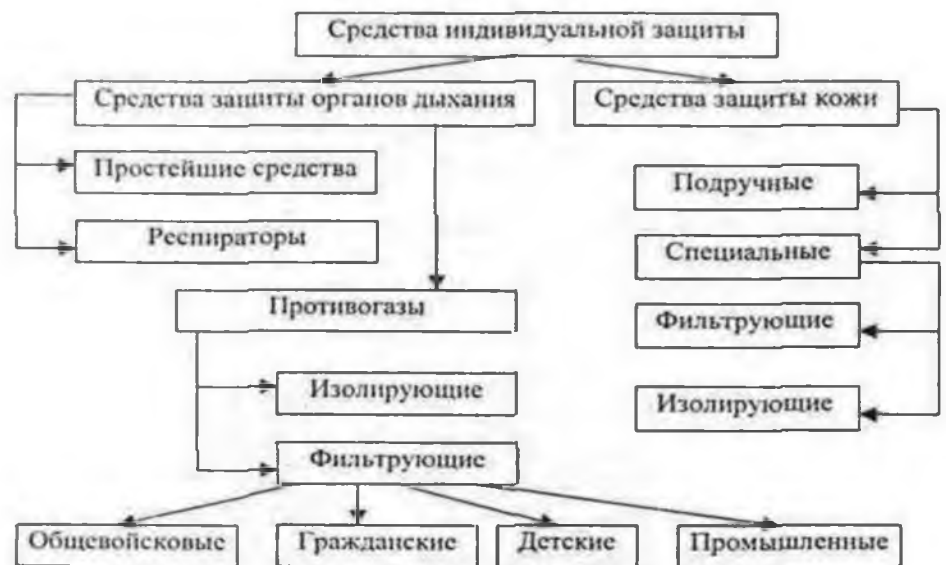 Средства индивидуальной защиты
Средства защиты органов дыхания
Средства защиты кожи
Простейшие средства
Подручные
Респираторы
Специальные
Противогазы
Фильтрующие
Изолирующие
Изолирующие
Фильтрующие
Общевойсковые
Гражданские
Детские
Промышленные